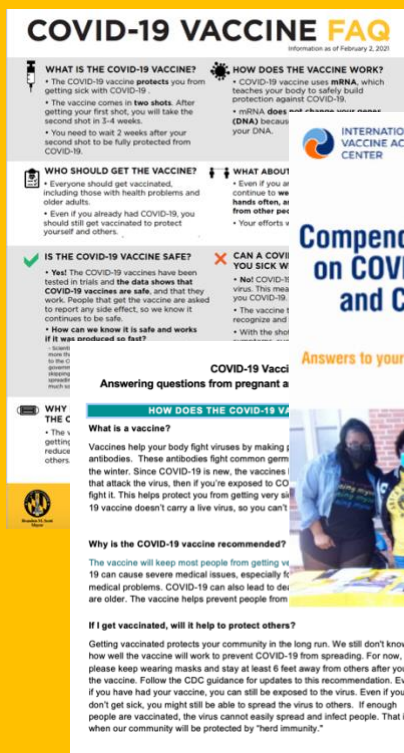 COVID-19 VACCINE FAQ
Information as of February 2, 2021
WHAT IS THE COVID-19 VACCINE?
• The COVID-19 vaccine protects you from
getting sick with COVID-19 .
• The vaccine comes in two shots. After
getting your first shot, you will take the
second shot in 3-4 weeks.
• You need to wait 2 weeks after your
second shot to be fully protected from
COVID-19.
HOW DOES THE VACCINE WORK?
• COVID-19 vaccine uses mRNA, which
teaches your body to safely build
protection against COVID-19.
• mRNA does not change your genes
(DNA) becaus
your DNA.
WHO SHOULD GET THE VACCINE?
• Everyone should get vaccinated,
including those with health problems and
older adults.
• Even if you already had COVID-19, you
should still get vaccinated to protect
yourself and others.
WHAT ABOUT
• Even if you ar
continue to we
hands often, a
from other peo
• Your efforts w
IS THE COVID-19 VACCINE SAFE?
• Yes! The COVID-19 vaccines have been
tested in trials and the data shows that
COVID-19 vaccines are safe, and that they
work. People that get the vaccine are asked
to report any side effect, so we know it
continues to be safe.
• How can we know it is safe and works
if it was produced so fast?
CAN A COVI
YOU SICK W
• No! COVID-19
virus. This mea
you COVID-19.
• The vaccine t
recognize and
• With the shot
WHY
THE C
• The v
getting
reduce
others.
INTERNATIO
VACCINE AC
CENTER
Compend
on COVI
and C
Answers to your
COVID-19 Vacci
Answering questions from pregnant a
HOW DOES THE COVID-19 VA
What is a vaccine?
Vaccines help your body fight viruses by making p
antibodies. These antibodies fight common germ
the winter. Since COVID-19 is new, the vaccines
that attack the virus, then if you're exposed to CO
fight it. This helps protect you from getting very si
19 vaccine doesn't carry a live virus, so you can't
Why is the COVID-19 vaccine recommended?
The vaccine will keep most people from getting ve
19 can cause severe medical issues, especially fo
medical problems. COVID-19 can also lead to dea
are older. The vaccine helps prevent people from
If I get vaccinated, will it help to protect others?
Getting vaccinated protects your community in the long run. We still don't know
how well the vaccine will work to prevent COVID-19 from spreading. For now,
please keep wearing masks and stay at least 6 feet away from others after you
the vaccine. Follow the CDC guidance for updates to this recommendation. Ev
if you have had your vaccine, you can still be exposed to the virus. Even if you
don't get sick, you might still be able to spread the virus to others. If enough
people are vaccinated, the virus cannot easily spread and infect people. That i
when our community will be protected by "herd immunity."